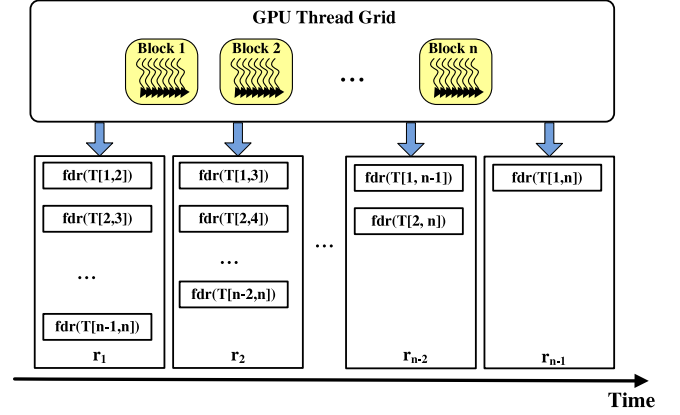 GPU Thread Grid
Block 1
Block 2
...
Block n
fdr(T[1,2])
fdr(T[2,3])
...
fdr(T[n-1,n])
r1
fdr(T[1,3])
fdr(T[2,4])
...
fdr(T[n-2,n])
r2
...
fdr(T[1, n-1])
fdr(T[2, n])
rn-2
fdr(T[1,n])
rn-1
Time